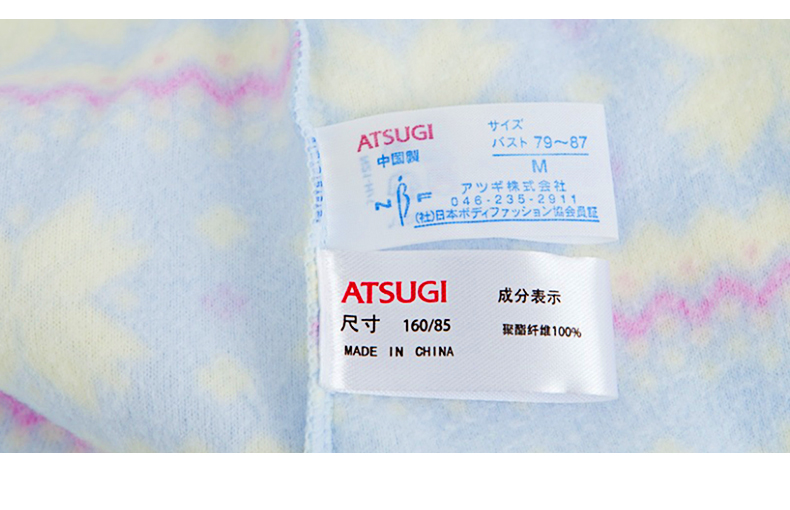 ATSUGI
中国製
サイズ
バスト 79～87
M
アツギ株式会社
046-235-2911
(社)日本ボディファッション協会員証
ATSUGI
尺寸 160/85
MADE IN CHINA
成分表示
聚酯纤维100%